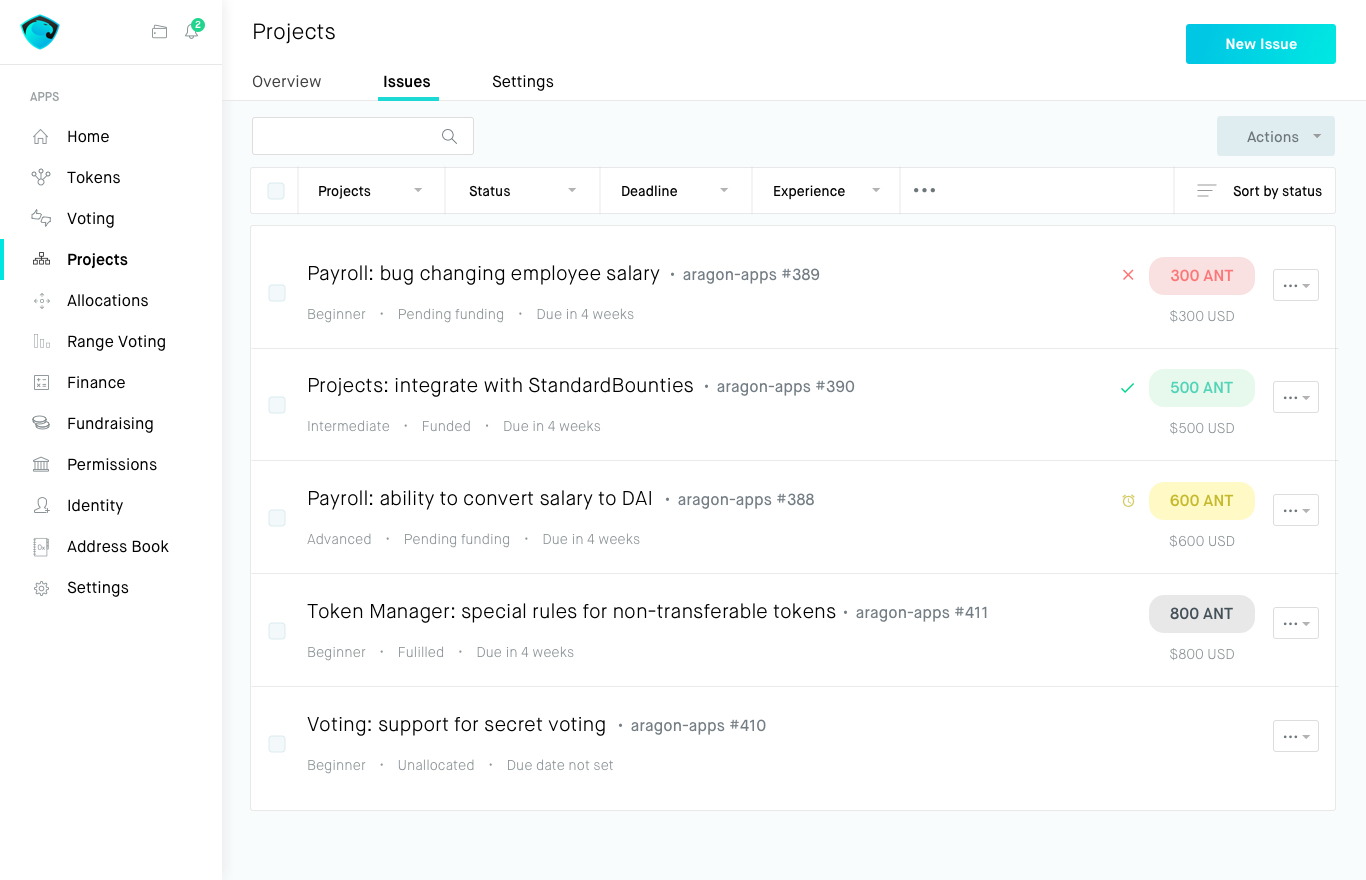 2
Projects
New Issue
Overview Issues Settings
APPS
Home
Tokens
Voting
Projects
Allocations
Range Voting
Finance
Fundraising
Permissions
Identity
Address Book
Settings
Actions
Projects Status Deadline Experience ••• Sort by status
Payroll: bug changing employee salary • aragon-apps #389
300 ANT
Beginner • Pending funding • Due in 4 weeks
$300 USD
Projects: integrate with StandardBounties • aragon-apps #390
500 ANT
Intermediate • Funded • Due in 4 weeks
$500 USD
Payroll: ability to convert salary to DAI • aragon-apps #388
600 ANT
Advanced • Pending funding • Due in 4 weeks
$600 USD
Token Manager: special rules for non-transferable tokens • aragon-apps #411
800 ANT
Beginner • Fulilled • Due in 4 weeks
$800 USD
Voting: support for secret voting • aragon-apps #410
Beginner • Unallocated • Due date not set